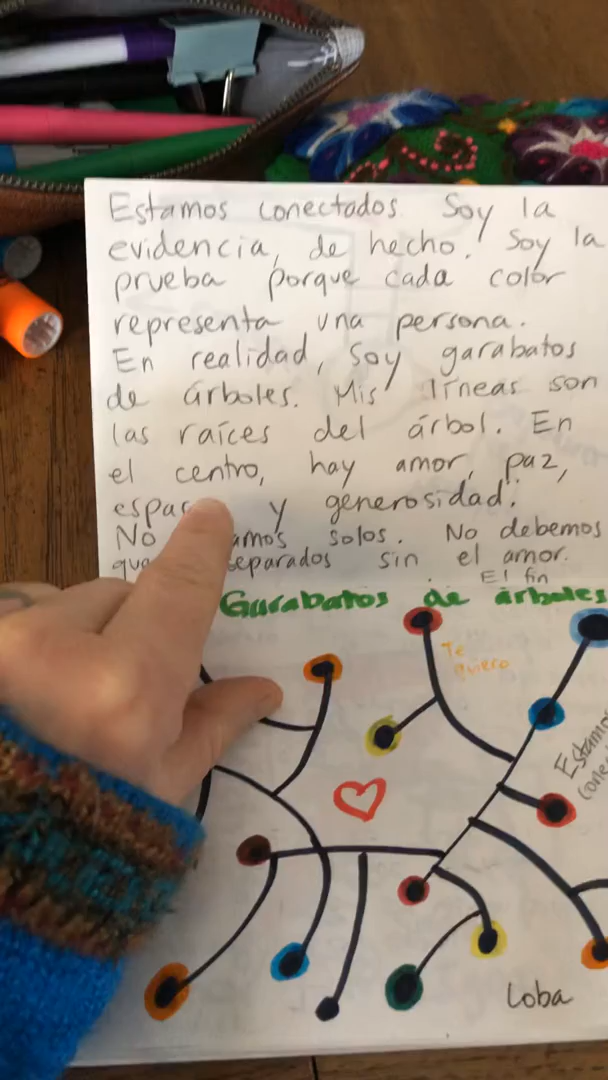 Estamos conectados. Soy la
evidencia, de hecho. Soy la
prueba porque cada color
representa una persona.
En realidad, soy garabatos
de árboles. Mis líneas son
las raíces del árbol. En
el centro, hay amor, paz,
y generosidad.
No solos. No debemos
separados sin el amor.
El fin
Garabatos de árboles
Te
quiero
Estamos
Loba